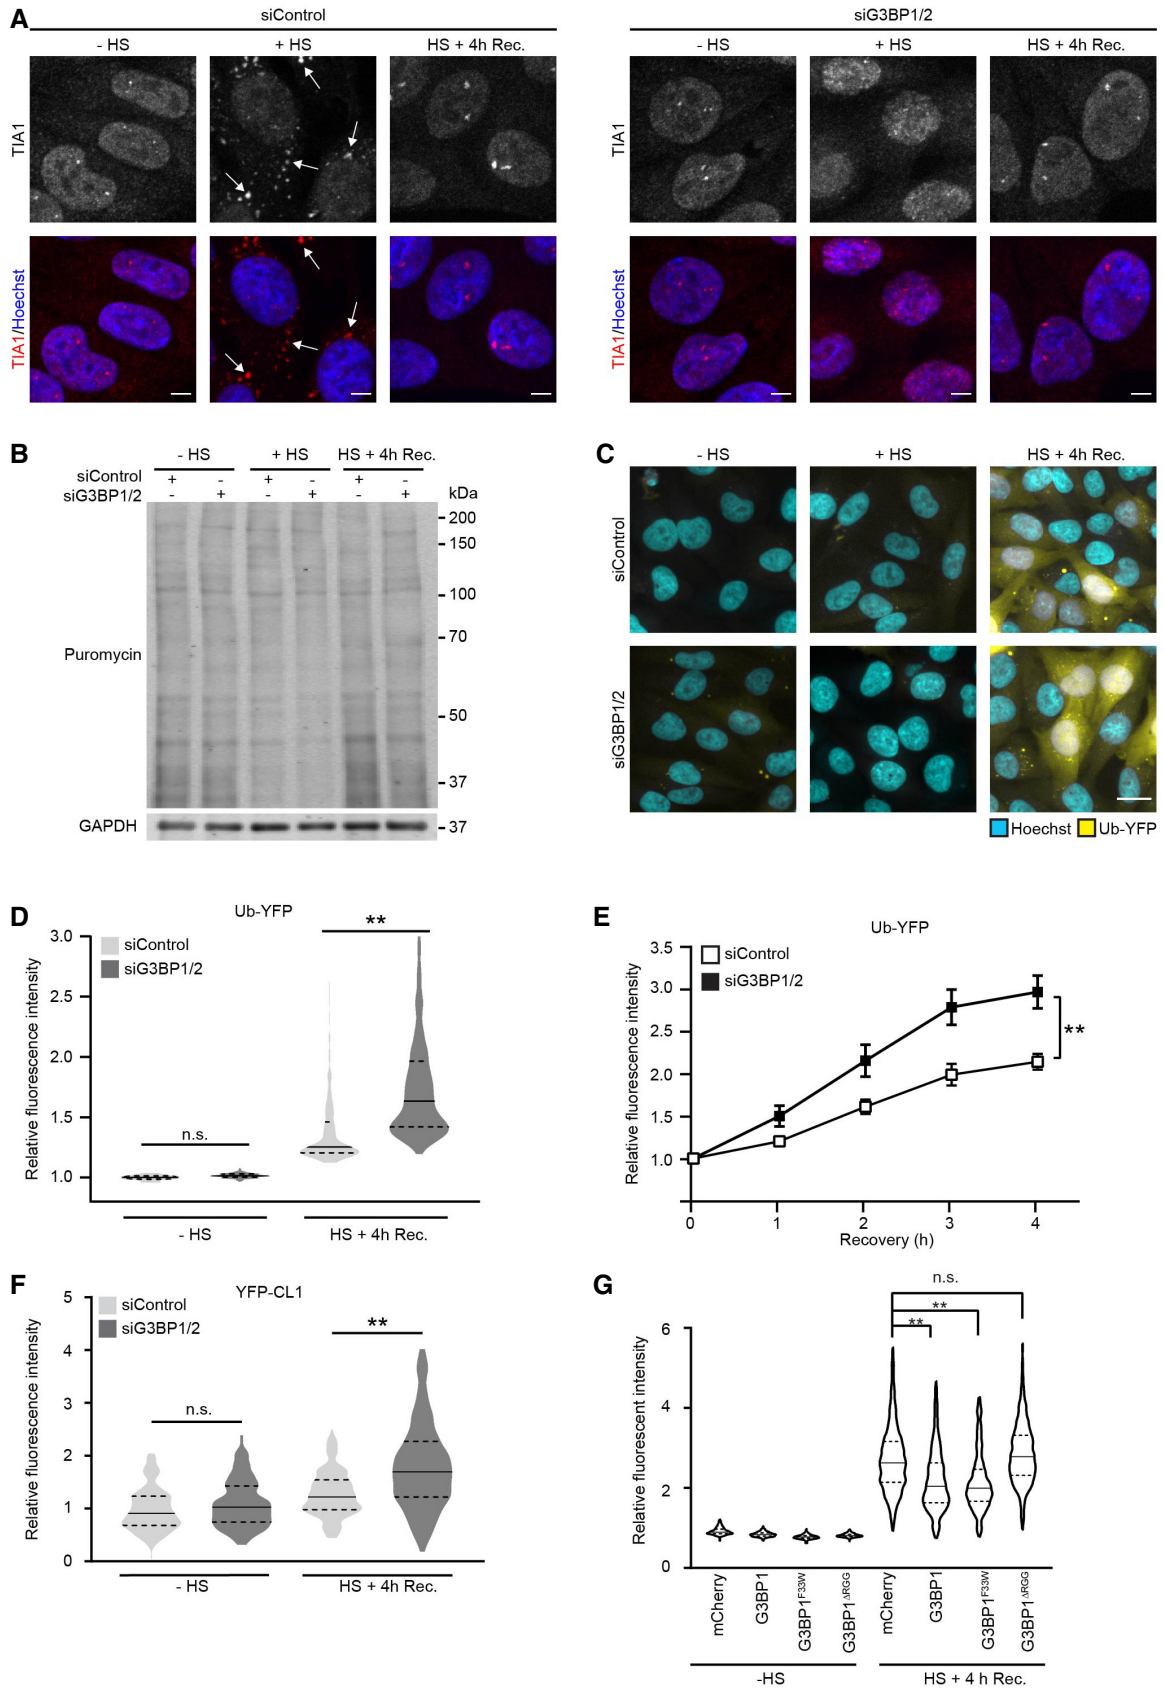 A
siControl
siG3BP1/2
- HS
+ HS
HS + 4h Rec.
- HS
+ HS
HS + 4h Rec.
TIA1
TIA1
TIA1/Hoechst
TIA1/Hoechst
B
- HS
+ HS
HS + 4h Rec.
siControl + - + - + -
siG3BP1/2 - + - + - +
kDa
200
150
100
70
Puromycin
50
37
GAPDH
37
C
- HS
+ HS
HS + 4h Rec.
siControl
siG3BP1/2
Hoechst Ub-YFP
D
Ub-YFP
siControl
siG3BP1/2
**
n.s.
Relative fluorescence intensity
3.0
2.5
2.0
1.5
1.0
- HS
HS + 4h Rec.
E
Ub-YFP
siControl
siG3BP1/2
**
Relative fluorescence intensity
3.5
3.0
2.5
2.0
1.5
1.0
0 1 2 3 4
Recovery (h)
F
YFP-CL1
siControl
siG3BP1/2
**
n.s.
Relative fluorescence intensity
5
4
3
2
1
0
- HS
HS + 4h Rec.
G
n.s.
**
**
Relative fluorescent intensity
6
4
2
0
mCherry
G3BP1
G3BP1F33W
G3BP1ΔRGG
mCherry
G3BP1
G3BP1F33W
G3BP1ΔRGG
-HS
HS + 4 h Rec.